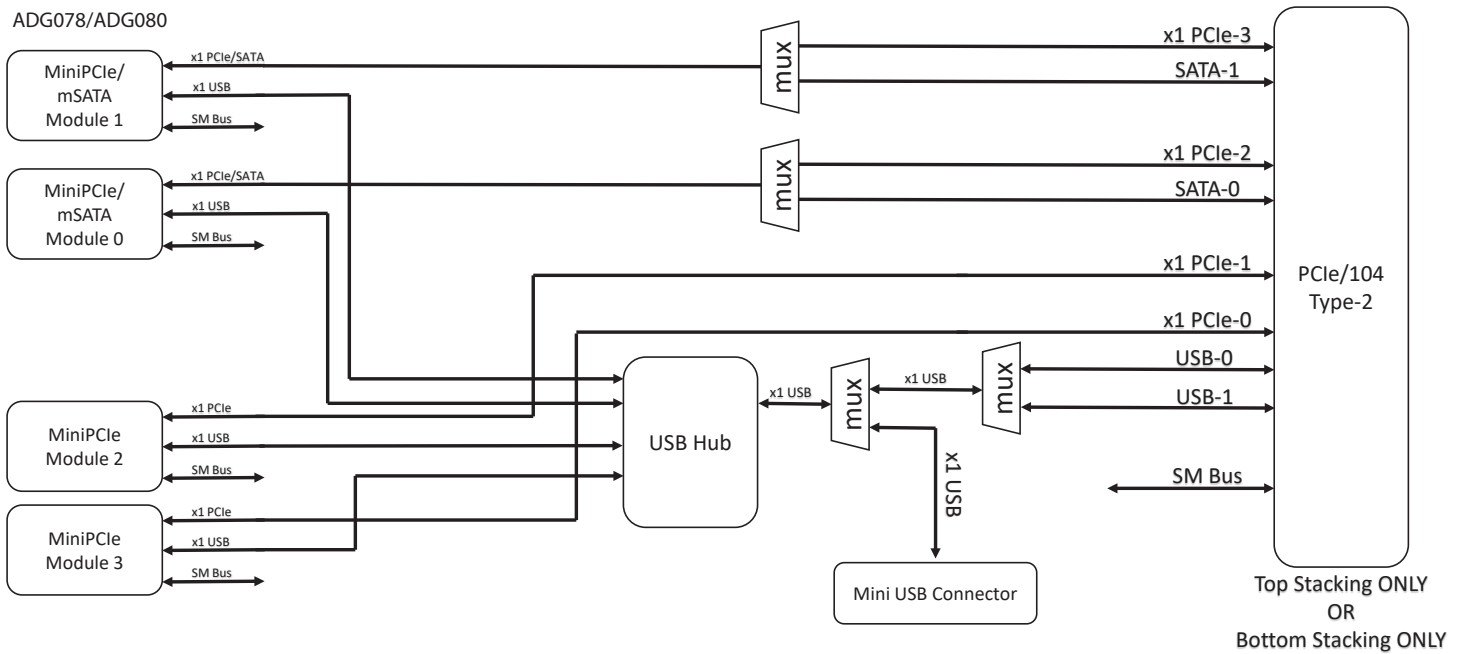 ADG078/ADG080
MiniPCIe/
mSATA
Module 1
x1 PCIe/SATA
x1 USB
SM Bus
mux
x1 PCIe-3
SATA-1
MiniPCIe/
mSATA
Module 0
x1 PCIe/SATA
x1 USB
SM Bus
mux
x1 PCIe-2
SATA-0
x1 PCIe-1
x1 PCIe-0
PCIe/104
Type-2
MiniPCIe
Module 2
x1 PCIe
x1 USB
SM Bus
MiniPCIe
Module 3
x1 PCIe
x1 USB
SM Bus
USB Hub
x1 USB
mux
x1 USB
mux
USB-0
USB-1
x1 USB
Mini USB Connector
SM Bus
Top Stacking ONLY
OR
Bottom Stacking ONLY